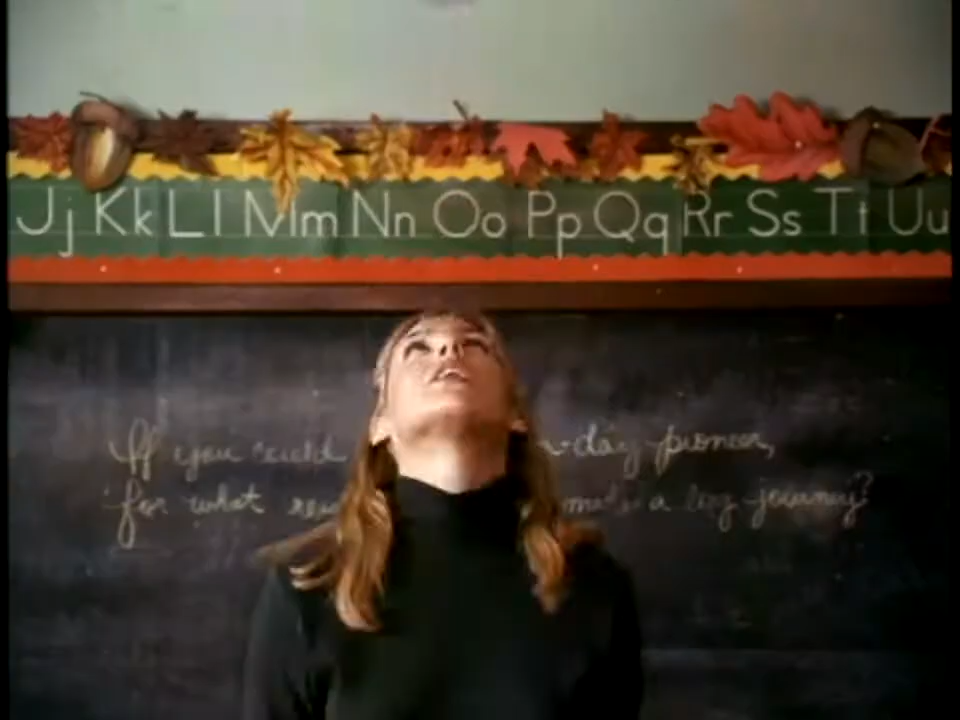 Jj Kk Ll Mm Nn Oo Pp Qq Rr Ss Tt Uu
If you could -day pioneer,
for what make a long journey?